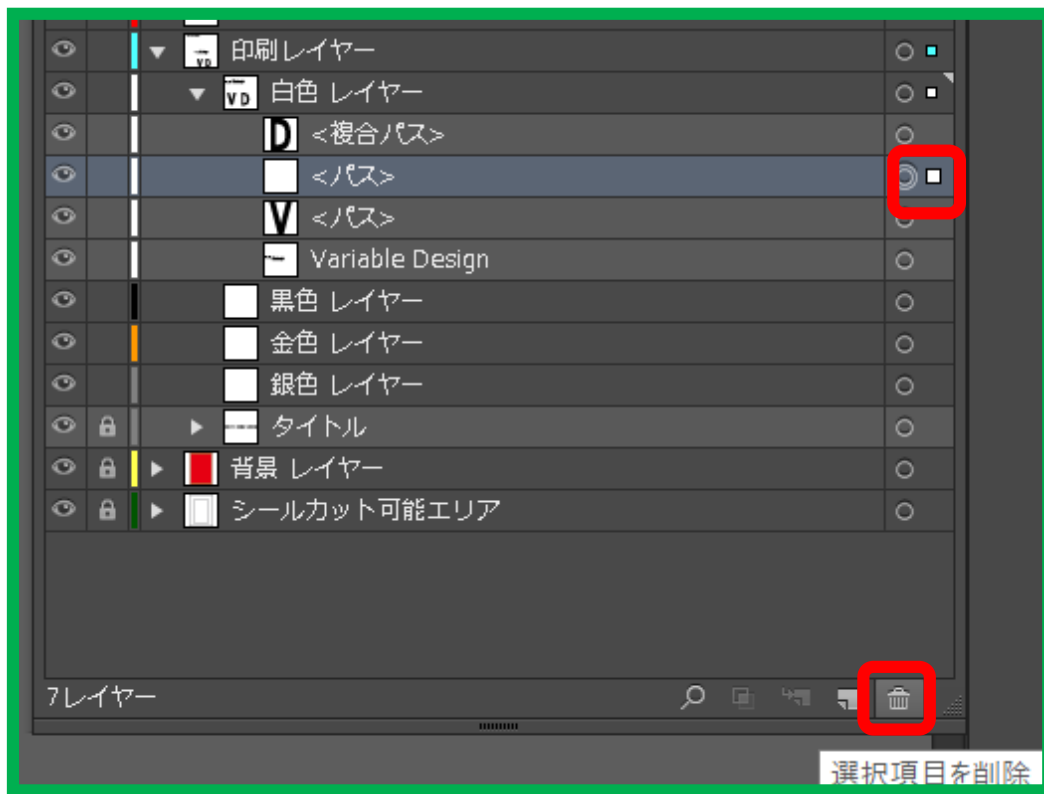 印刷レイヤー
白色 レイヤー
<複合パス>
<パス>
<パス>
Variable Design
黒色 レイヤー
金色 レイヤー
銀色 レイヤー
タイトル
背景 レイヤー
シールカット可能エリア
7レイヤー
選択項目を削除